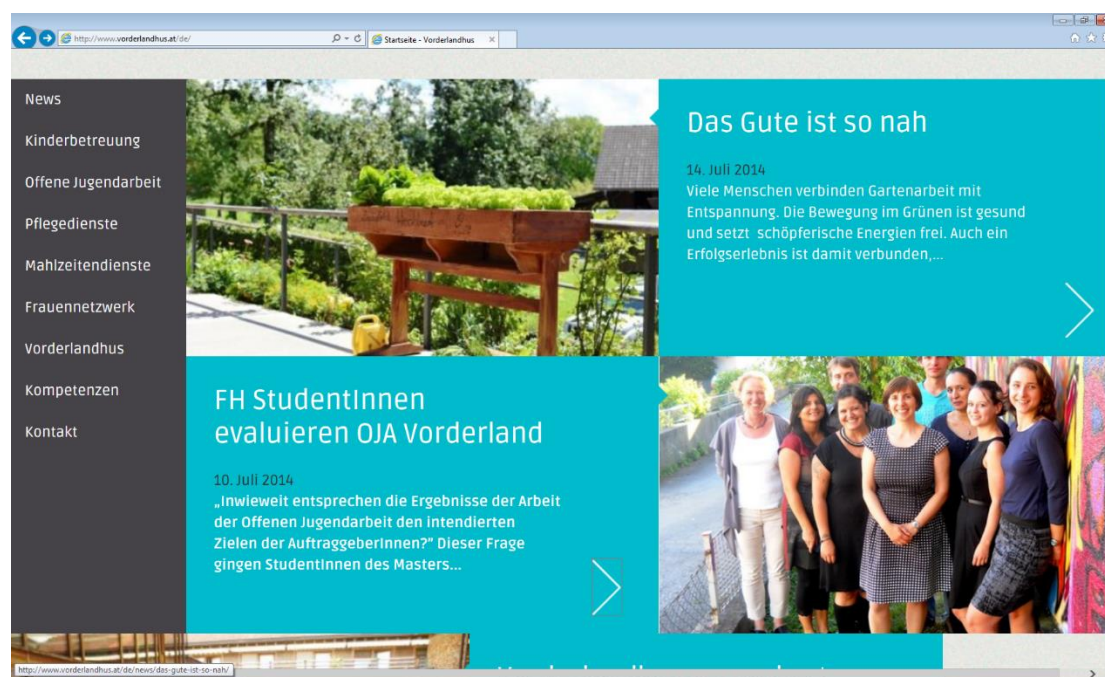 http://www.vorderlandhus.at/de/
Startseite - Vorderlandhus
News
Kinderbetreuung
Offene Jugendarbeit
Pflegedienste
Mahlzeitendienste
Frauennetzwerk
Vorderlandhus
Kompetenzen
Kontakt
Das Gute ist so nah
14. Juli 2014
Viele Menschen verbinden Gartenarbeit mit
Entspannung. Die Bewegung im Grünen ist gesund
und setzt schöpferische Energien frei. Auch ein
Erfolgserlebnis ist damit verbunden,...
FH StudentInnen
evaluieren OJA Vorderland
10. Juli 2014
„Inwieweit entsprechen die Ergebnisse der Arbeit
der Offenen Jugendarbeit den intendierten
Zielen der AuftraggeberInnen?” Dieser Frage
gingen StudentInnen des Masters...
http://www.vorderlandhus.at/de/news/das-gute-ist-so-nah/